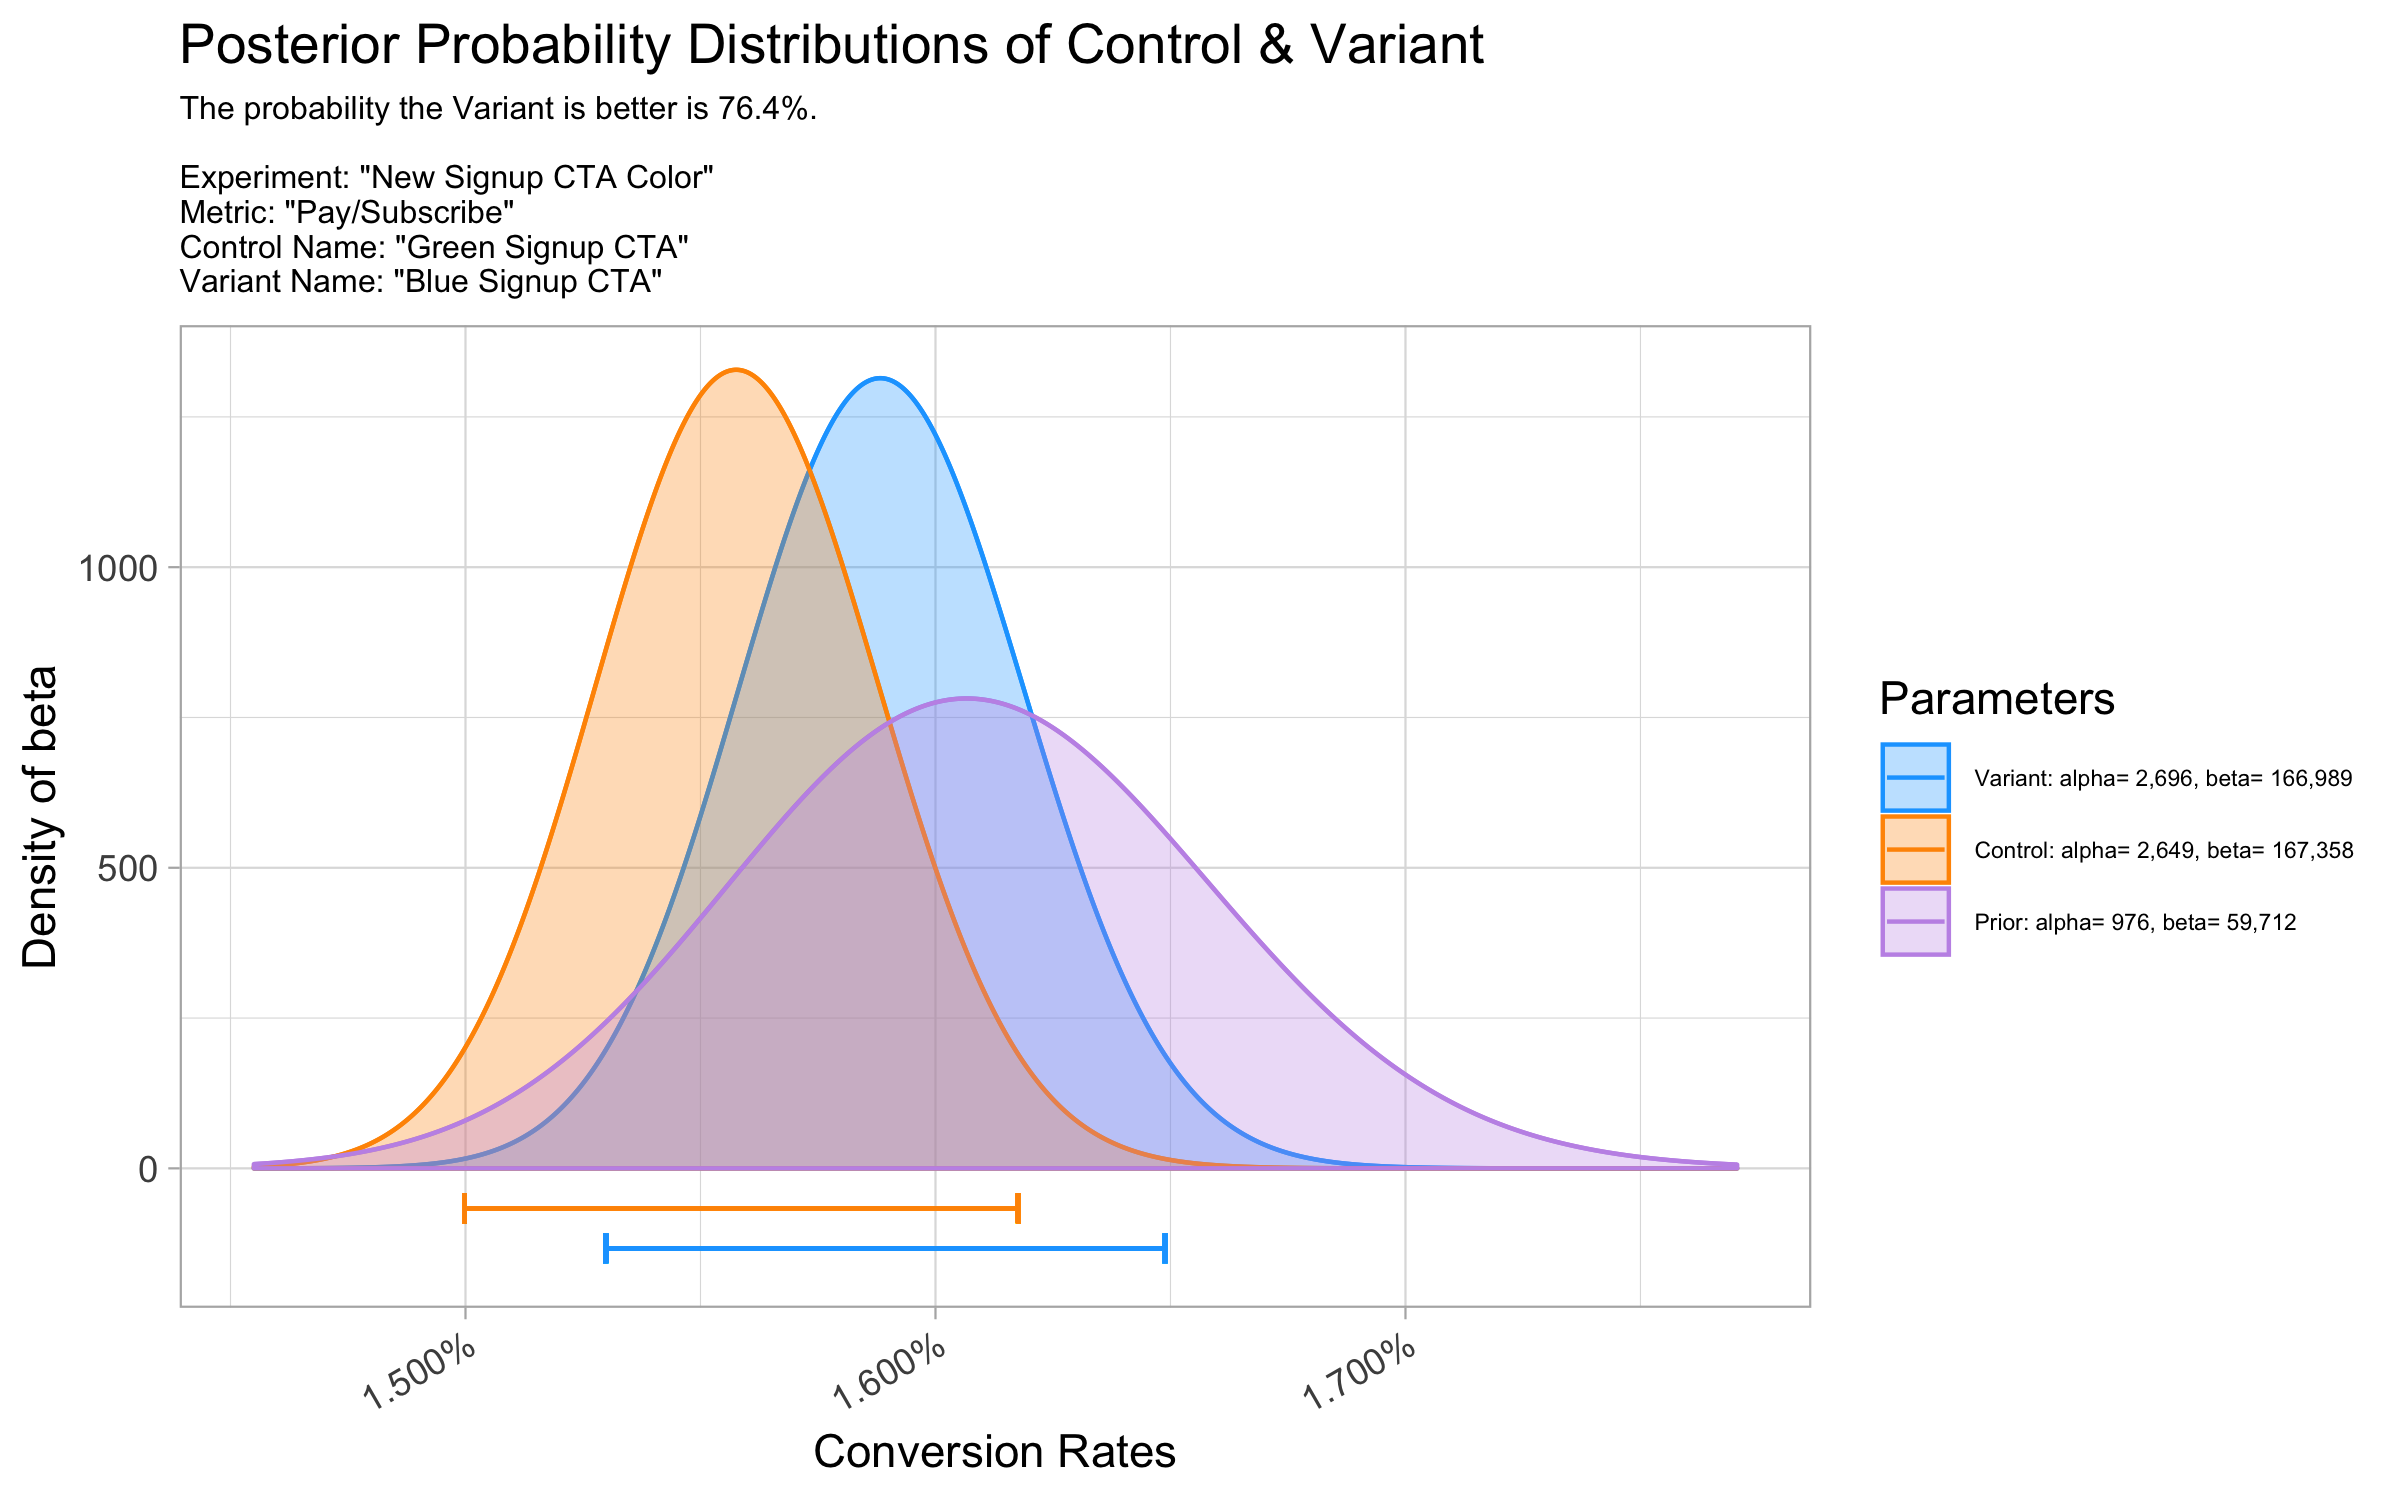 Posterior Probability Distributions of Control & Variant
The probability the Variant is better is 76.4%.
Experiment: "New Signup CTA Color"
Metric: "Pay/Subscribe"
Control Name: "Green Signup CTA"
Variant Name: "Blue Signup CTA"
Density of beta
1000
500
0
1.500%
1.600%
1.700%
Conversion Rates
Parameters
Variant: alpha= 2,696, beta= 166,989
Control: alpha= 2,649, beta= 167,358
Prior: alpha= 976, beta= 59,712